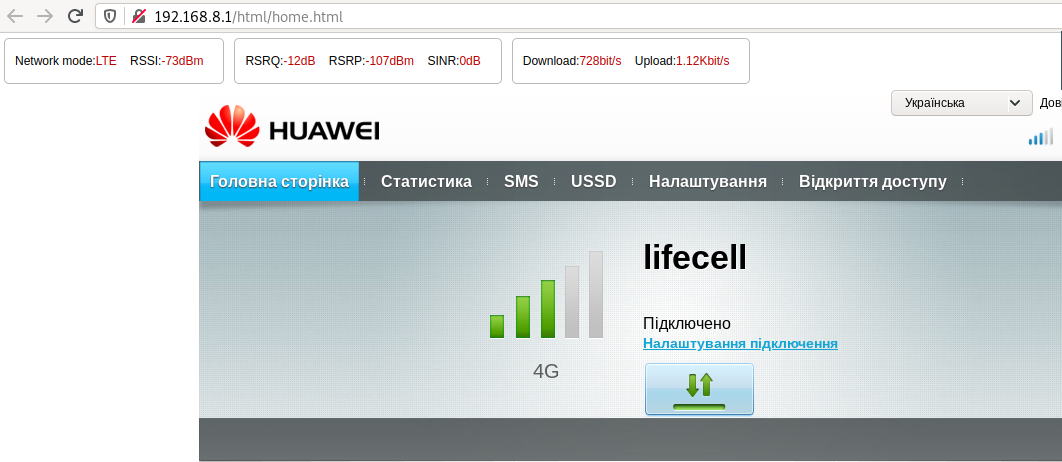 192.168.8.1/html/home.html
Network mode:LTE RSSI:-73dBm RSRQ:-12dB RSRP:-107dBm SINR:0dB Download:728bit/s Upload:1.12Kbit/s
Українська Дов
HUAWEI
Головна сторінка Статистика SMS USSD Налаштування Відкриття доступу
lifecell
Підключено
Налаштування підключення
4G